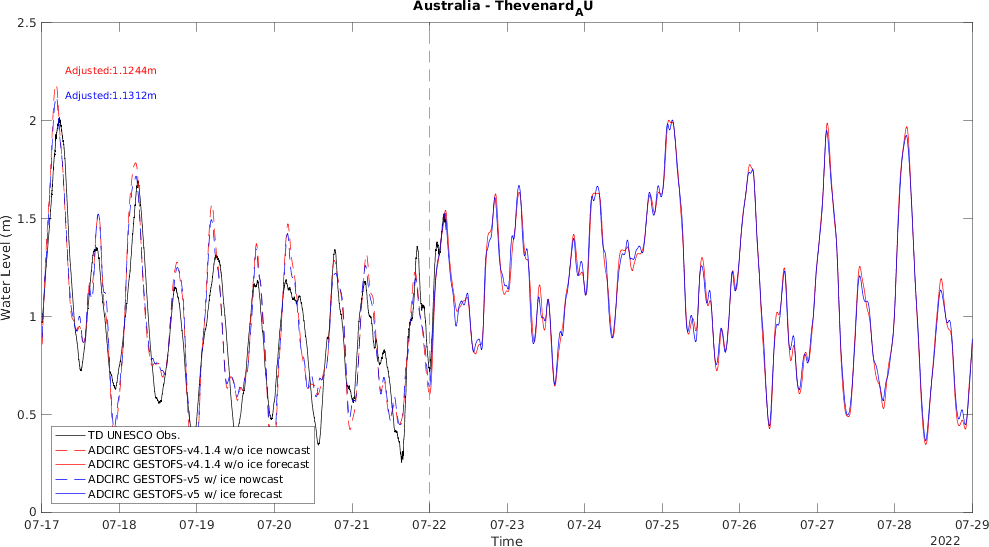 Australia - Thevenard_AU
Water Level (m)
2.5
2
1.5
1
0.5
0
Adjusted:1.1244m
Adjusted:1.1312m
TD UNESCO Obs.
ADCIRC GESTOFS-v4.1.4 w/o ice nowcast
ADCIRC GESTOFS-v4.1.4 w/o ice forecast
ADCIRC GESTOFS-v5 w/ ice nowcast
ADCIRC GESTOFS-v5 w/ ice forecast
07-17 07-18 07-19 07-20 07-21 07-22 07-23 07-24 07-25 07-26 07-27 07-28 07-29
Time
2022